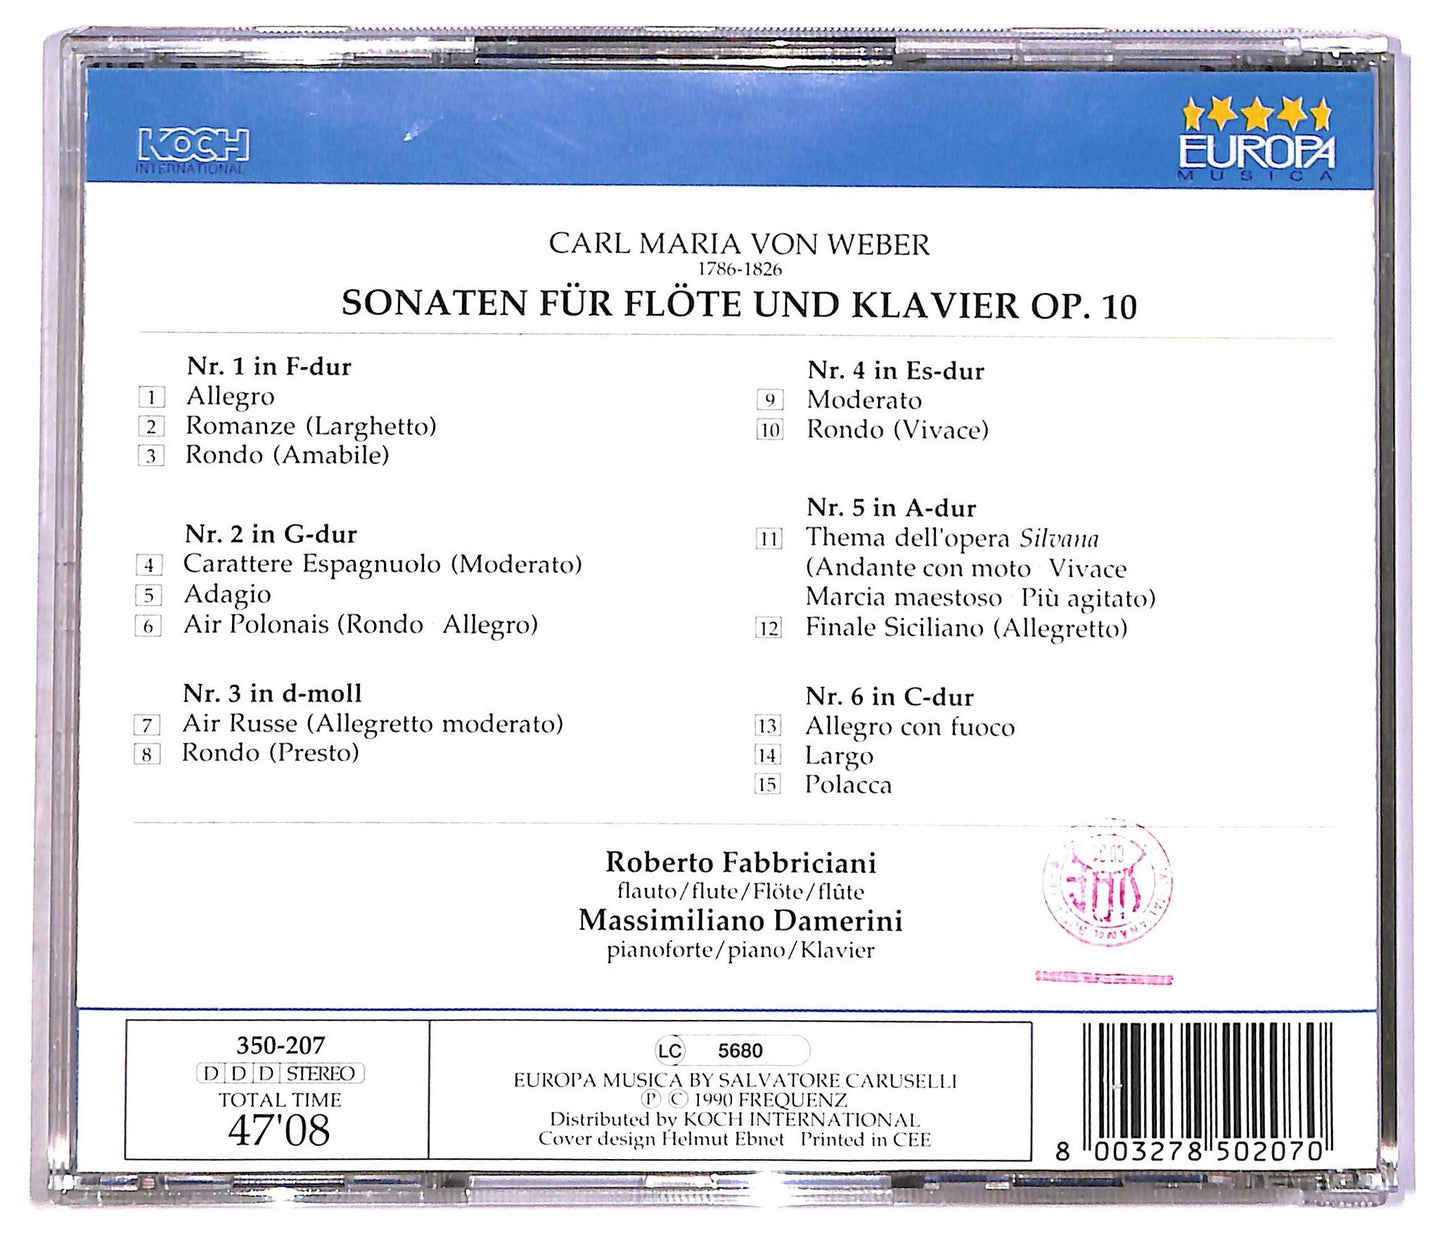 KOCH
INTERNATIONAL
EUROPA
MUSICA
CARL MARIA VON WEBER
1786-1826
SONATEN FÜR FLÖTE UND KLAVIER OP. 10
Nr. 1 in F-dur
1 Allegro
2 Romanze (Larghetto)
3 Rondo (Amabile)
Nr. 2 in G-dur
4 Carattere Espagnuolo (Moderato)
5 Adagio
6 Air Polonais (Rondo Allegro)
Nr. 3 in d-moll
7 Air Russe (Allegretto moderato)
8 Rondo (Presto)
Nr. 4 in Es-dur
9 Moderato
10 Rondo (Vivace)
Nr. 5 in A-dur
11 Thema dell'opera Silvana
(Andante con moto Vivace
Marcia maestoso Più agitato)
12 Finale Siciliano (Allegretto)
Nr. 6 in C-dur
13 Allegro con fuoco
14 Largo
15 Polacca
Roberto Fabbriciani
flauto/flute/Flöte/flûte
Massimiliano Damerini
pianoforte/piano/Klavier
350-207
DDD STEREO
TOTAL TIME
47'08
LC 5680
EUROPA MUSICA BY SALVATORE CARUSELLI
Ⓟ © 1990 FREQUENZ
Distributed by KOCH INTERNATIONAL
Cover design Helmut Ebnet Printed in CEE
8 003278 502070